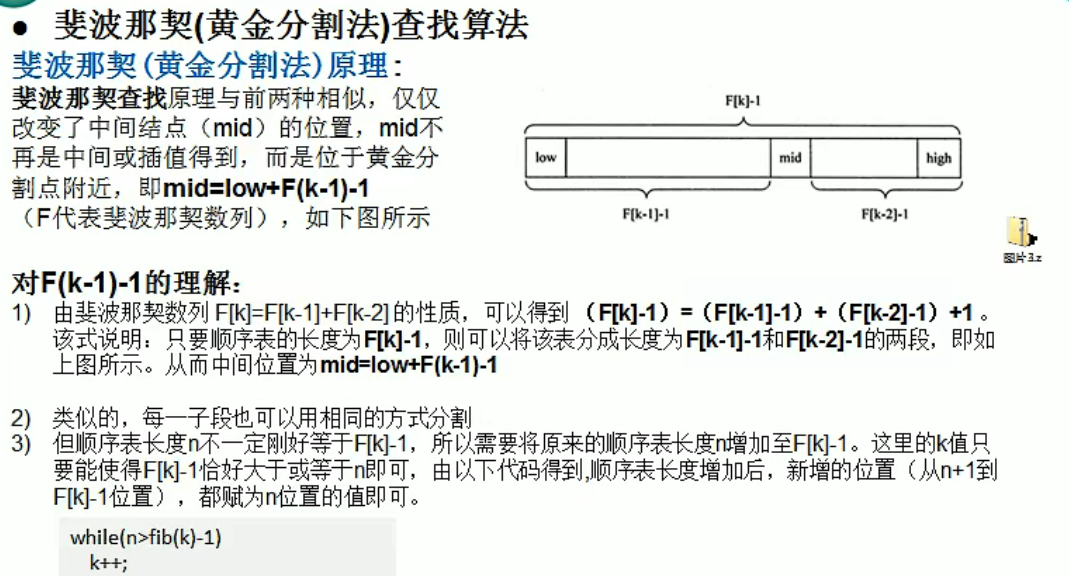 ● 斐波那契(黄金分割法)查找算法
斐波那契(黄金分割法)原理:
斐波那契查找原理与前两种相似，仅仅
改变了中间结点（mid）的位置，mid不
再是中间或插值得到，而是位于黄金分
割点附近，即mid=low+F(k-1)-1
（F代表斐波那契数列），如下图所示
F[k]-1
low
mid
high
F[k-1]-1
F[k-2]-1
图片3.z
对F(k-1)-1的理解：
1) 由斐波那契数列 F[k]=F[k-1]+F[k-2] 的性质，可以得到 （F[k]-1）=（F[k-1]-1）+（F[k-2]-1）+1 。
该式说明：只要顺序表的长度为F[k]-1，则可以将该表分成长度为F[k-1]-1和F[k-2]-1的两段，即如
上图所示。从而中间位置为mid=low+F(k-1)-1
2) 类似的，每一子段也可以用相同的方式分割
3) 但顺序表长度n不一定刚好等于F[k]-1，所以需要将原来的顺序表长度n增加至F[k]-1。这里的k值只
要能使得F[k]-1恰好大于或等于n即可，由以下代码得到,顺序表长度增加后，新增的位置（从n+1到
F[k]-1位置），都赋为n位置的值即可。
while(n>fib(k)-1)
k++;